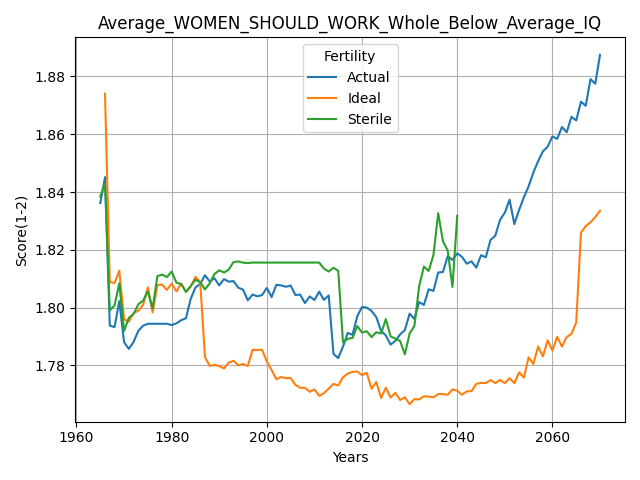 Average_WOMEN_SHOULD_WORK_Whole_Below_Average_IQ
Fertility
Actual
Ideal
Sterile
Score(1-2)
1.88
1.86
1.84
1.82
1.80
1.78
1960
1980
2000
2020
2040
2060
Years